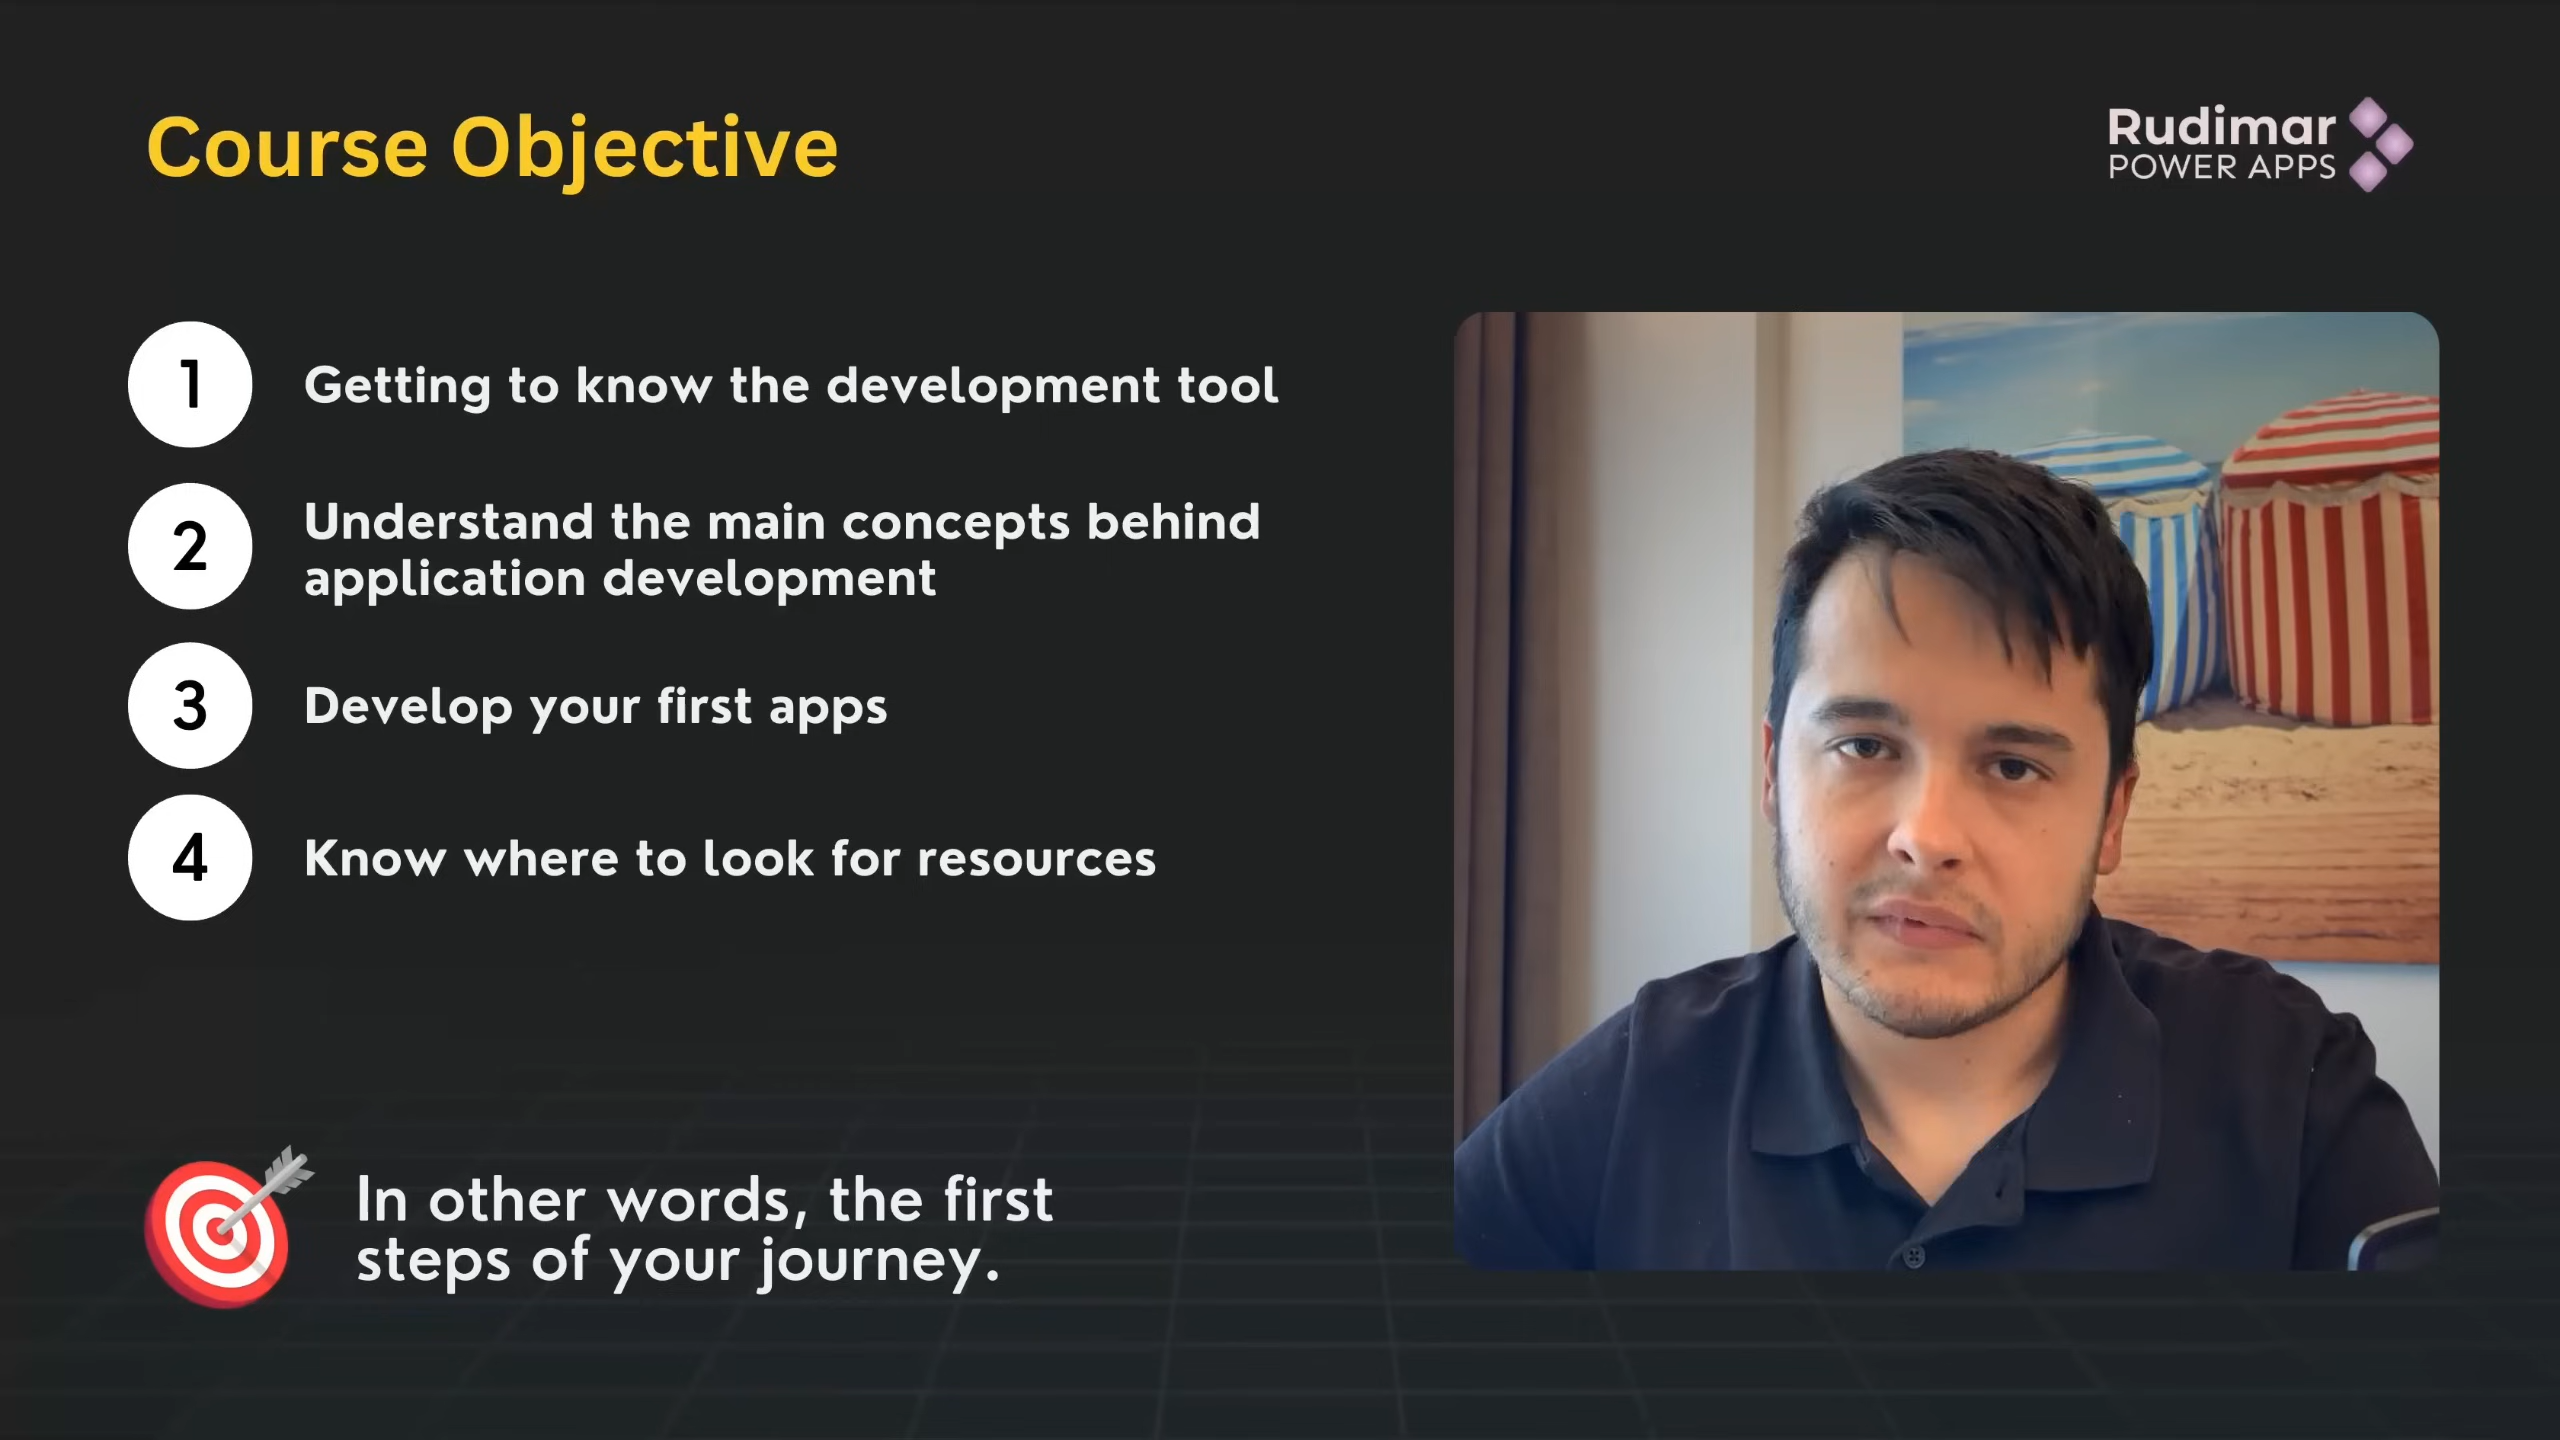 Course Objective
Rudimar
POWER APPS
1
Getting to know the development tool
2
Understand the main concepts behind
application development
3
Develop your first apps
4
Know where to look for resources
In other words, the first
steps of your journey.